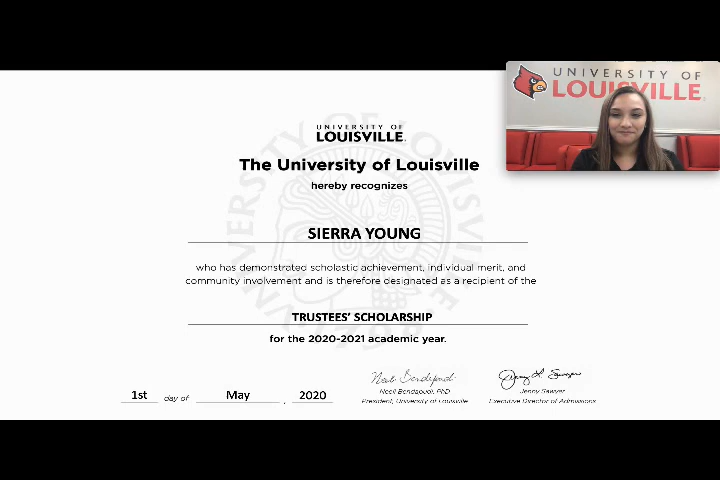 UNIVERSITY OF
LOUISVILLE
UNIVERSITY OF
LOUISVILLE
The University of Louisville
hereby recognizes
SIERRA YOUNG
who has demonstrated scholastic achievement, individual merit, and
community involvement and is therefore designated as a recipient of the
TRUSTEES' SCHOLARSHIP
for the 2020-2021 academic year.
1st day of May , 2020
Neeli Bendapudi, PhD
President, University of Louisville
Jenny Sawyer
Executive Director of Admissions